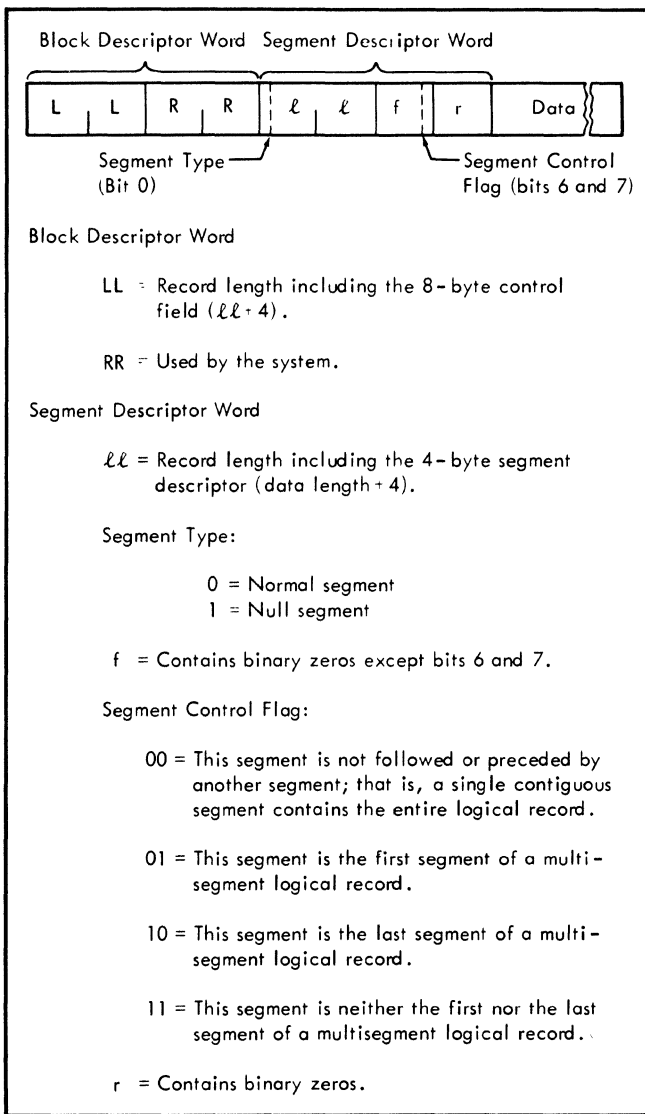 Block Descriptor Word Segment Descriptor Word
L L R R ℓ ℓ f r Data
Segment Type (Bit 0)
Segment Control Flag (bits 6 and 7)
Block Descriptor Word
LL = Record length including the 8-byte control
field (ℓℓ+4).
RR = Used by the system.
Segment Descriptor Word
ℓℓ = Record length including the 4-byte segment
descriptor (data length + 4).
Segment Type:
0 = Normal segment
1 = Null segment
f = Contains binary zeros except bits 6 and 7.
Segment Control Flag:
00 = This segment is not followed or preceded by
another segment; that is, a single contiguous
segment contains the entire logical record.
01 = This segment is the first segment of a multi-
segment logical record.
10 = This segment is the last segment of a multi-
segment logical record.
11 = This segment is neither the first nor the last
segment of a multisegment logical record.
r = Contains binary zeros.